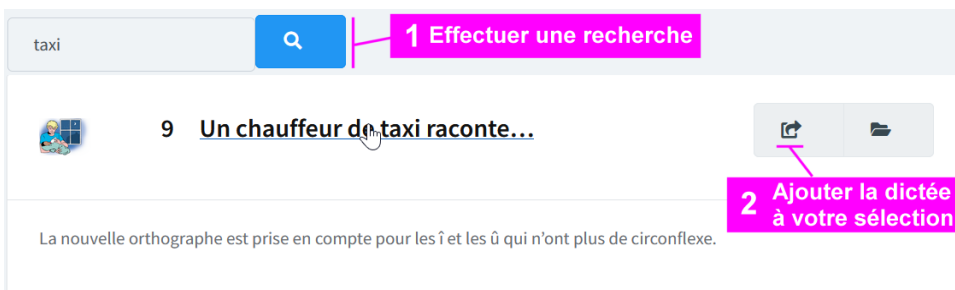 taxi
1 Effectuer une recherche
9 Un chauffeur de taxi raconte…
2 Ajouter la dictée
à votre sélection
La nouvelle orthographe est prise en compte pour les î et les û qui n’ont plus de circonflexe.